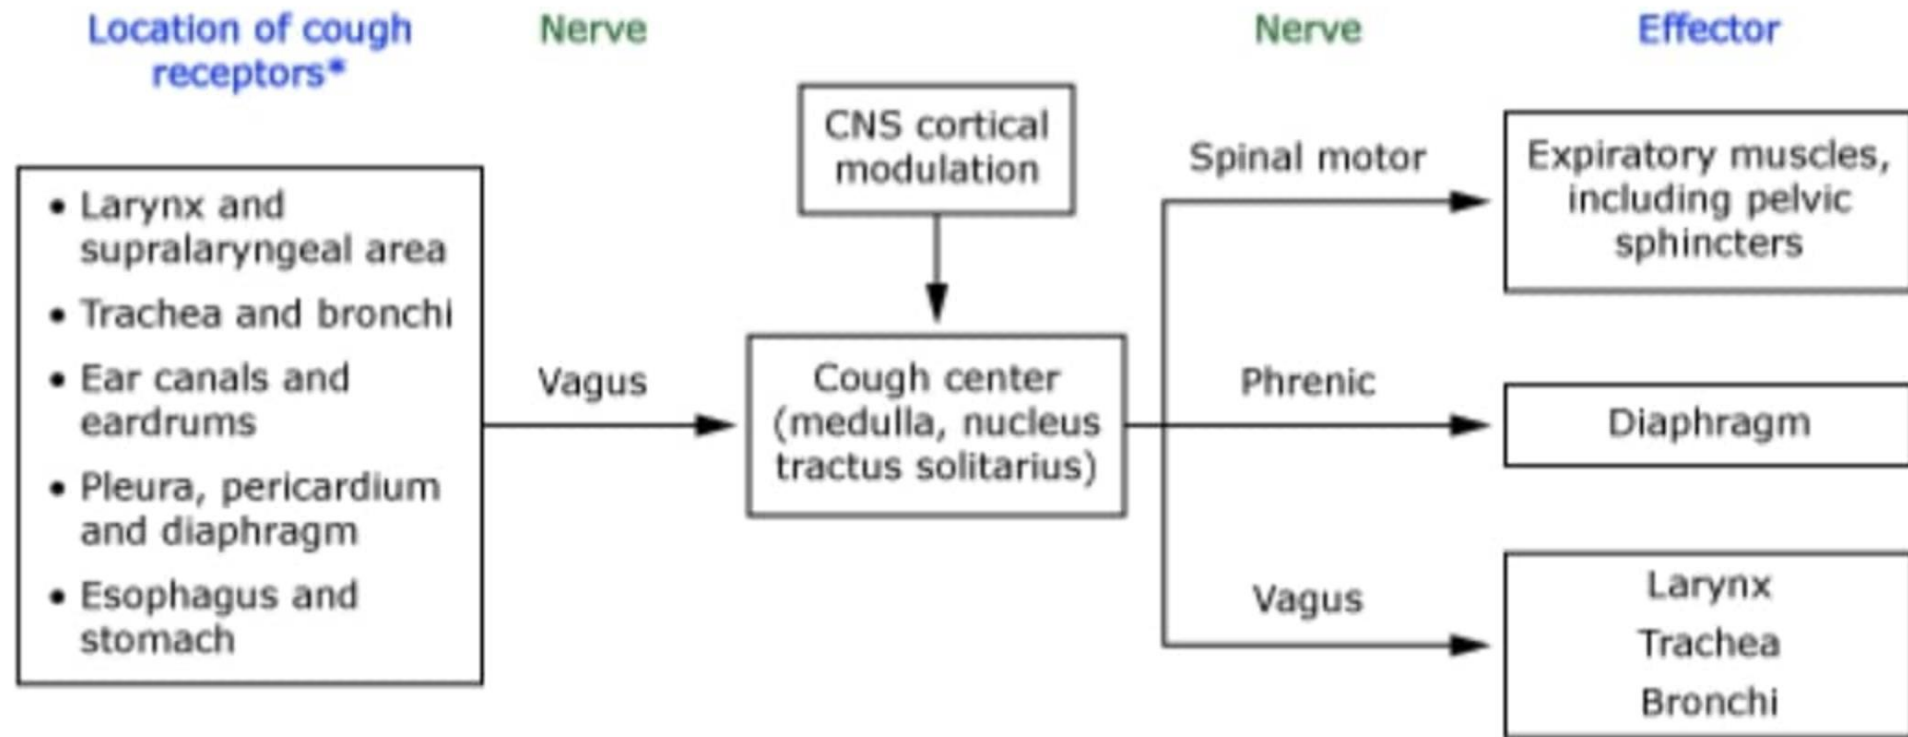 Location of cough
receptors*
Nerve
Nerve
Effector
CNS cortical
modulation
• Larynx and
supralaryngeal area
• Trachea and bronchi
• Ear canals and
eardrums
• Pleura, pericardium
and diaphragm
• Esophagus and
stomach
Vagus
Cough center
(medulla, nucleus
tractus solitarius)
Spinal motor
Expiratory muscles,
including pelvic
sphincters
Phrenic
Diaphragm
Vagus
Larynx
Trachea
Bronchi